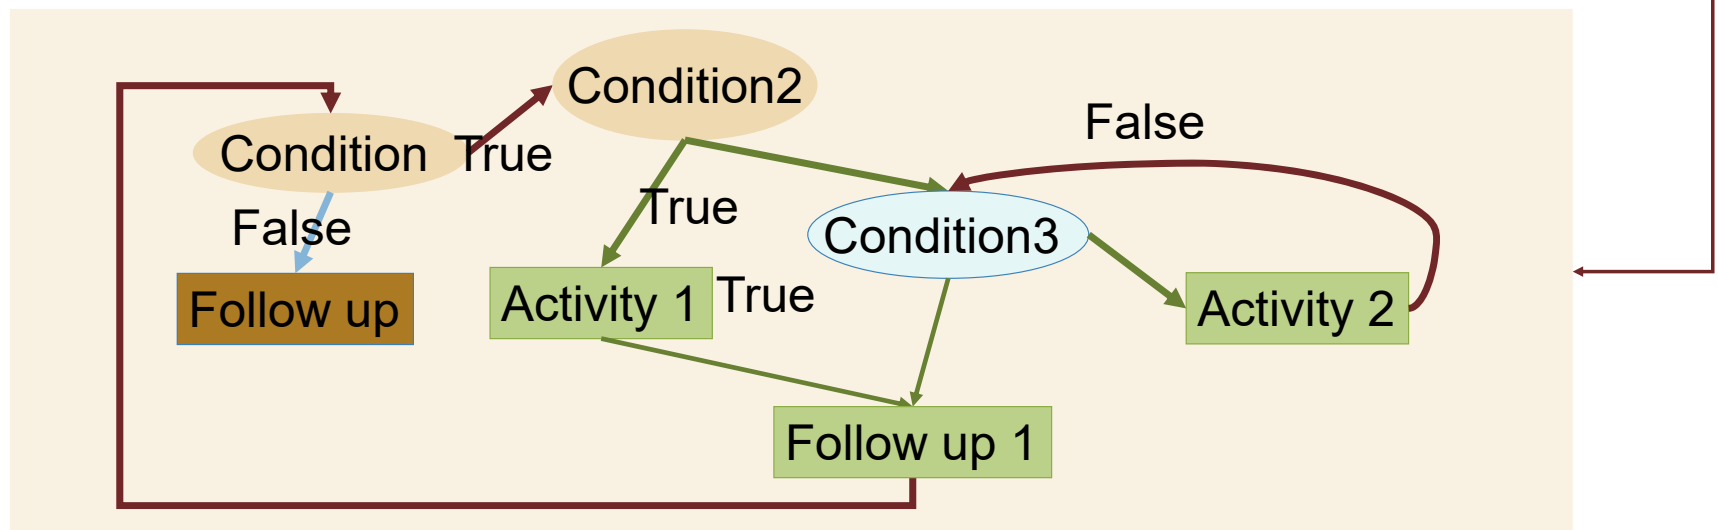 Condition2
False
Condition True
True
False
Condition3
Follow up
Activity 1 True
Activity 2
Follow up 1